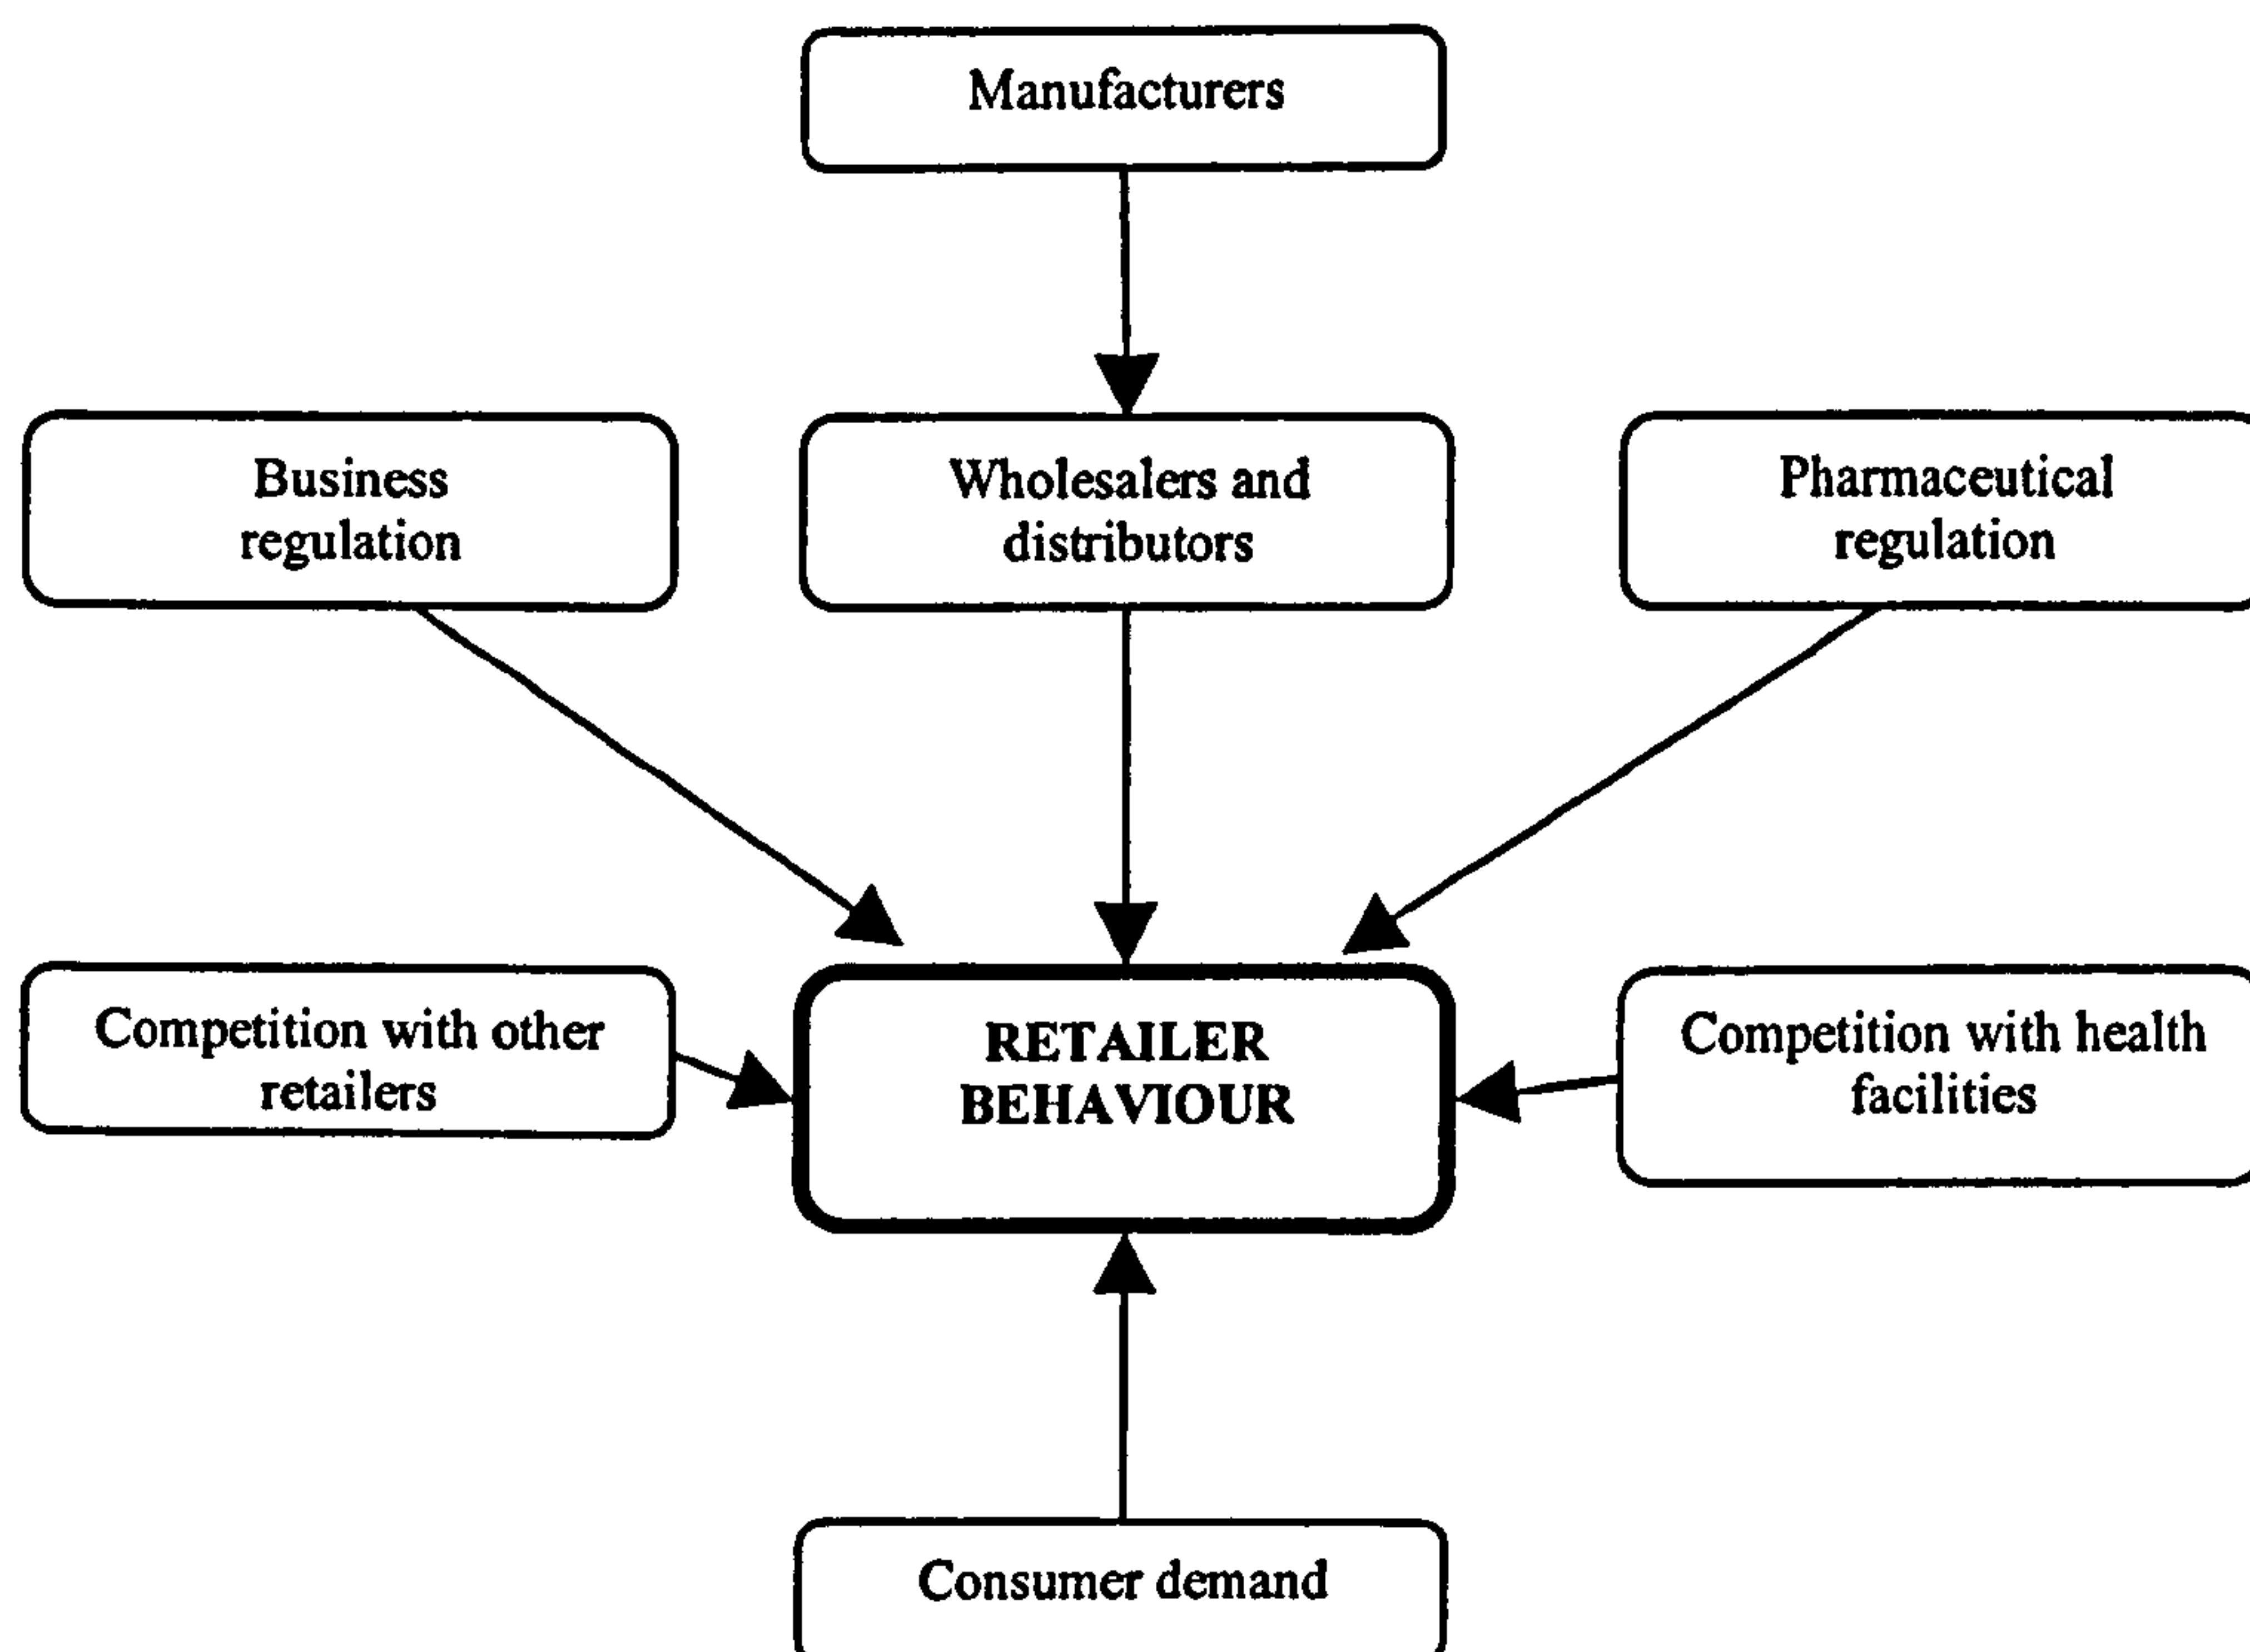 Manufacturers
Business
regulation
Wholesalers and
distributors
Pharmaceutical
regulation
Competition with other
retailers
RETAILER
BEHAVIOUR
Competition with health
facilities
Consumer demand